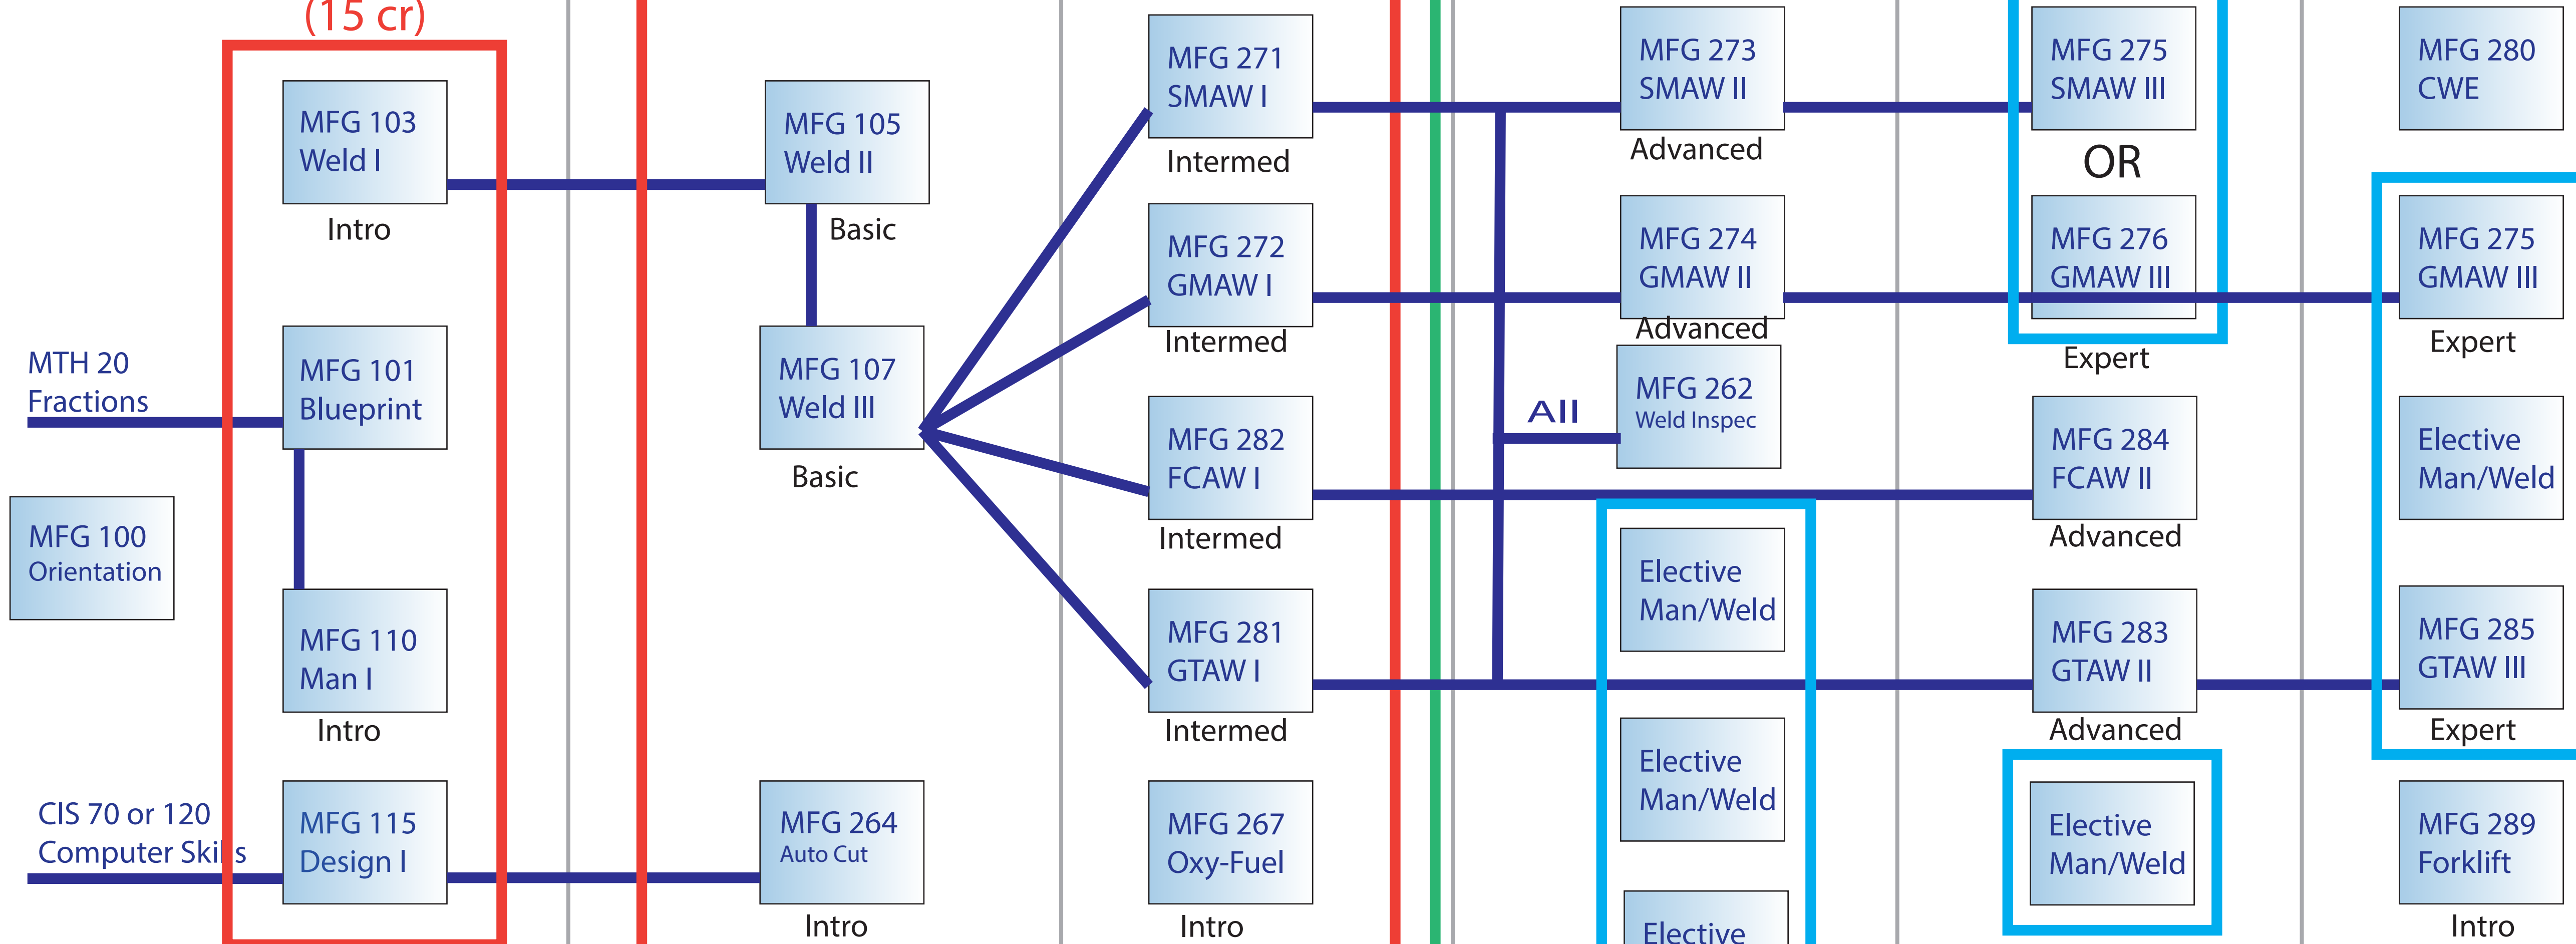 (15 cr)
MFG 103
Weld I
Intro
MTH 20
Fractions
MFG 101
Blueprint
MFG 100
Orientation
MFG 110
Man I
Intro
CIS 70 or 120
Computer Skills
MFG 115
Design I
MFG 105
Weld II
Basic
MFG 107
Weld III
Basic
MFG 264
Auto Cut
Intro
MFG 271
SMAW I
Intermed
MFG 272
GMAW I
Intermed
MFG 282
FCAW I
Intermed
MFG 281
GTAW I
Intermed
MFG 267
Oxy-Fuel
Intro
MFG 273
SMAW II
Advanced
MFG 274
GMAW II
Advanced
All
MFG 262
Weld Inspec
Elective
Man/Weld
Elective
Man/Weld
Elective
MFG 275
SMAW III
OR
MFG 276
GMAW III
Expert
MFG 284
FCAW II
Advanced
MFG 283
GTAW II
Advanced
Elective
Man/Weld
MFG 280
CWE
MFG 275
GMAW III
Expert
Elective
Man/Weld
MFG 285
GTAW III
Expert
MFG 289
Forklift
Intro